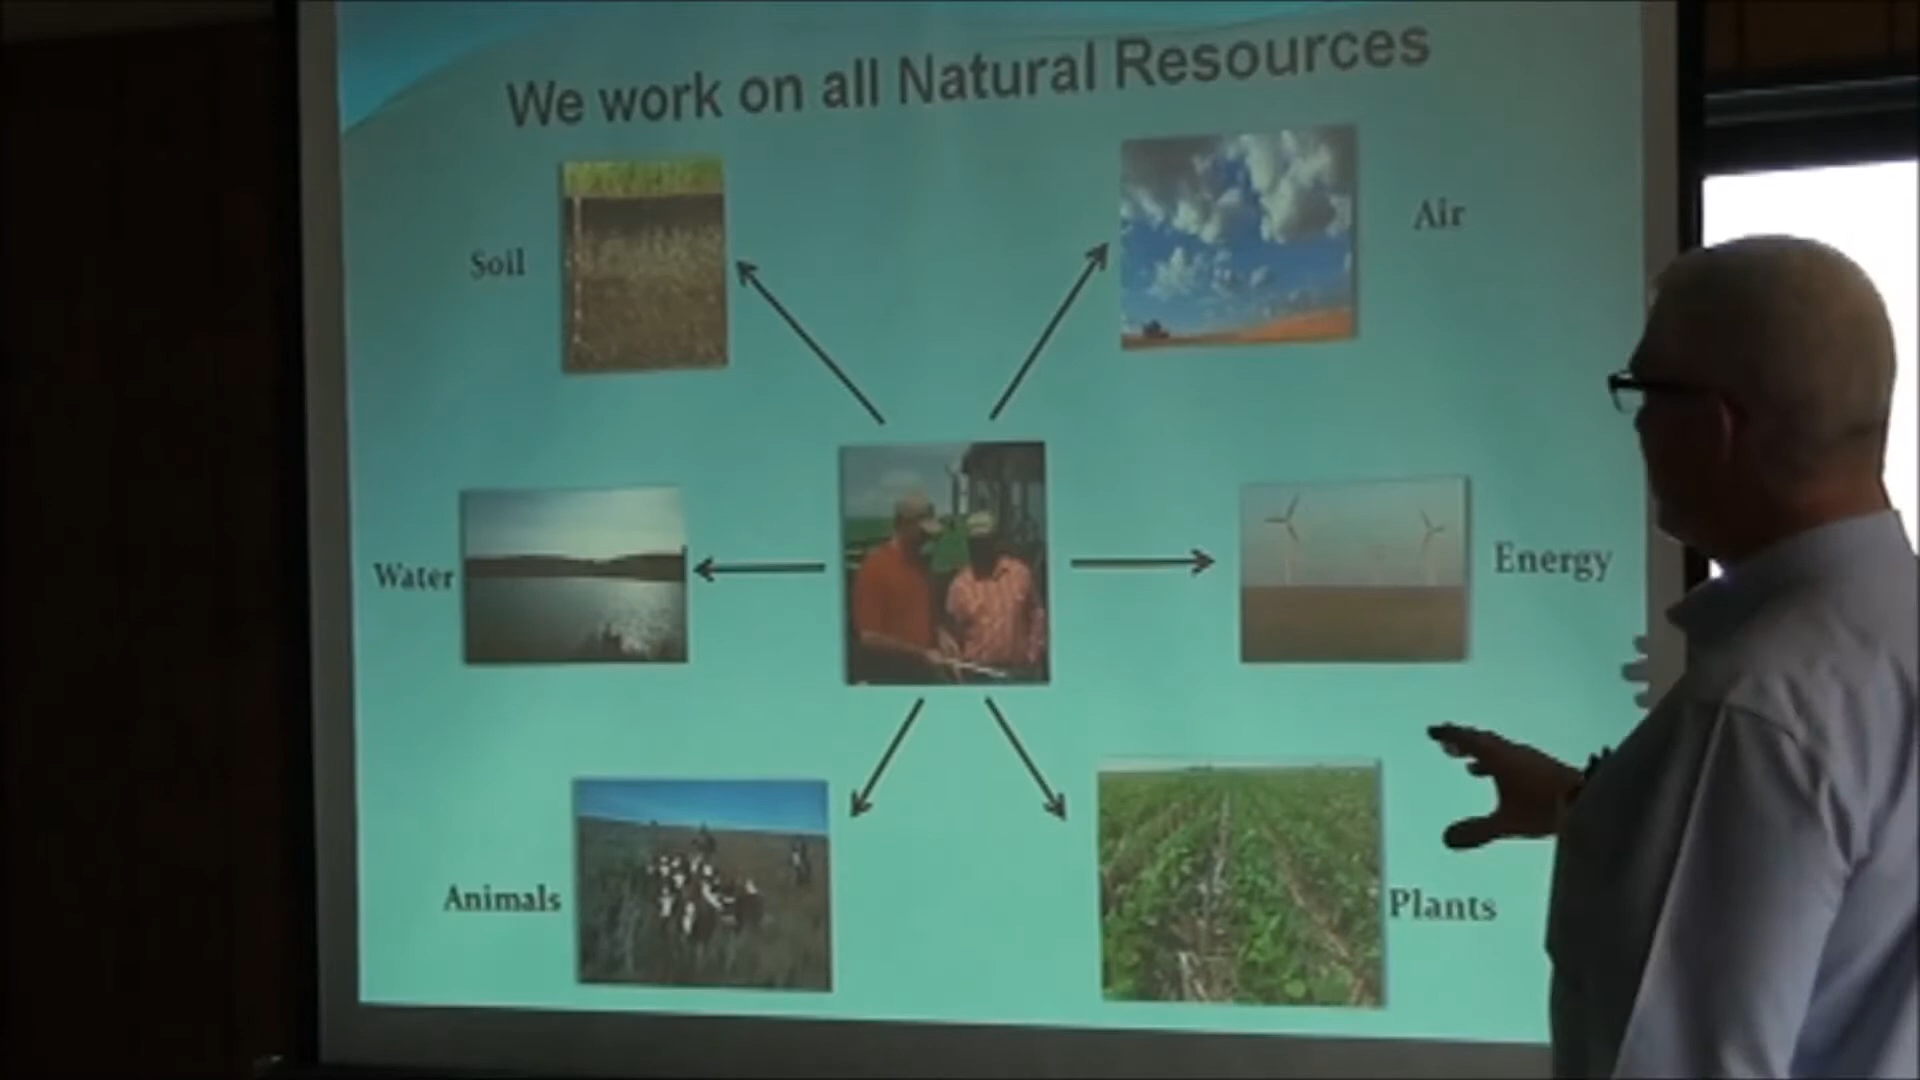 We work on all Natural Resources
Soil
Air
Water
Energy
Animals
Plants